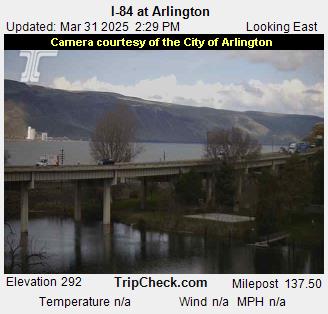 I-84 at Arlington
Updated: Mar 31 2025 2:29 PM Looking East
Camera courtesy of the City of Arlington
Elevation 292 TripCheck.com Milepost 137.50
Temperature n/a Wind n/a MPH n/a